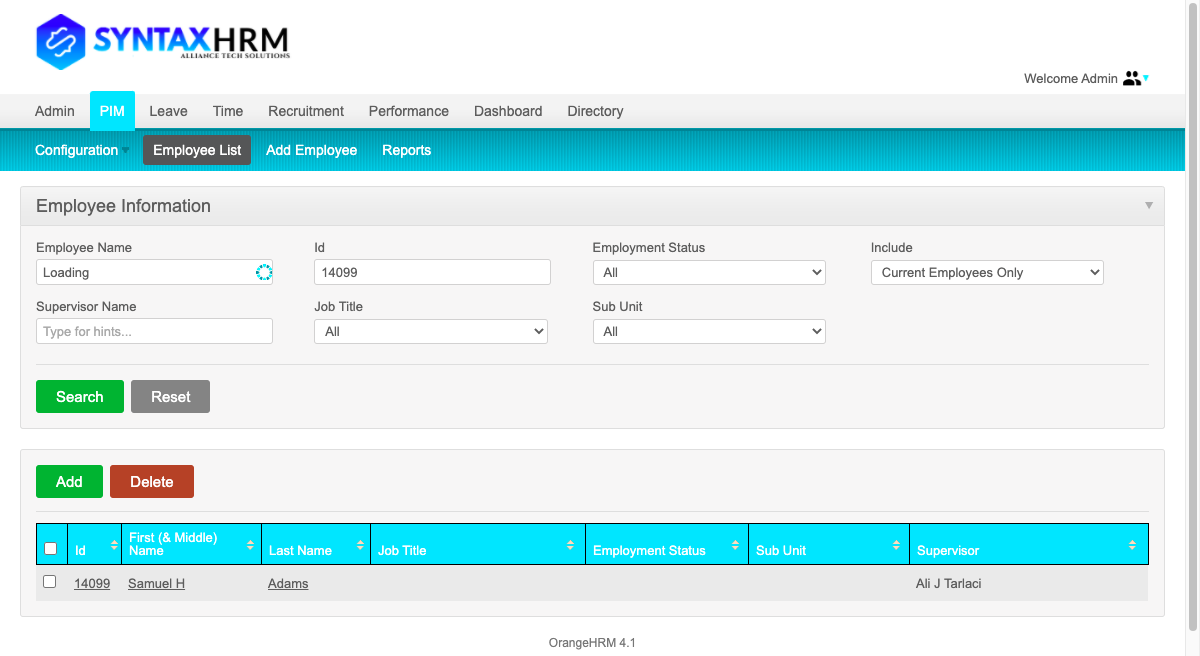 SYNTAXHRM
ALLIANCE TECH SOLUTIONS
Welcome Admin
Admin PIM Leave Time Recruitment Performance Dashboard Directory
Configuration Employee List Add Employee Reports
Employee Information
Employee Name Id Employment Status Include
Loading 14099 All Current Employees Only
Supervisor Name Job Title Sub Unit
Type for hints... All All
Search Reset
Add Delete
Id First (& Middle) Name Last Name Job Title Employment Status Sub Unit Supervisor
14099 Samuel H Adams Ali J Tarlaci
OrangeHRM 4.1